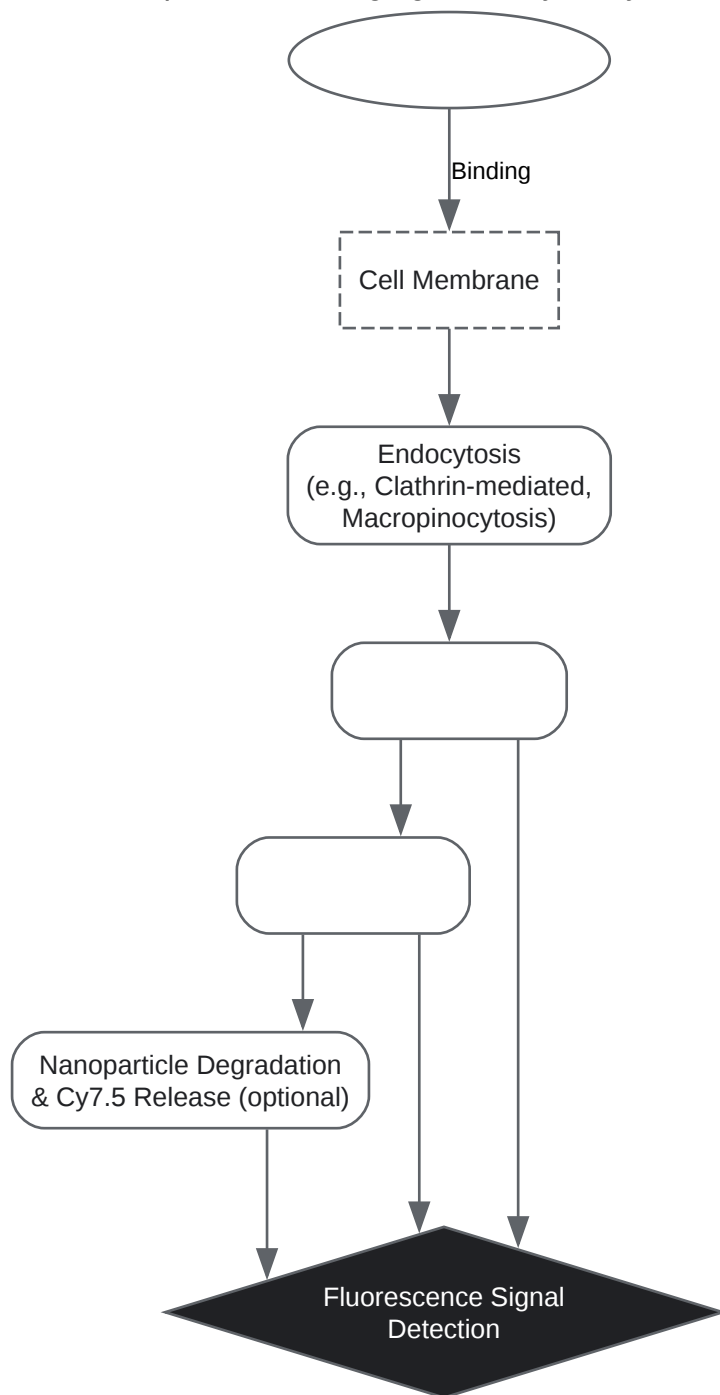 Binding
Cell Membrane
Endocytosis
(e.g., Clathrin-mediated,
Macropinocytosis)
Nanoparticle Degradation
& Cy7.5 Release (optional)
Fluorescence Signal
Detection